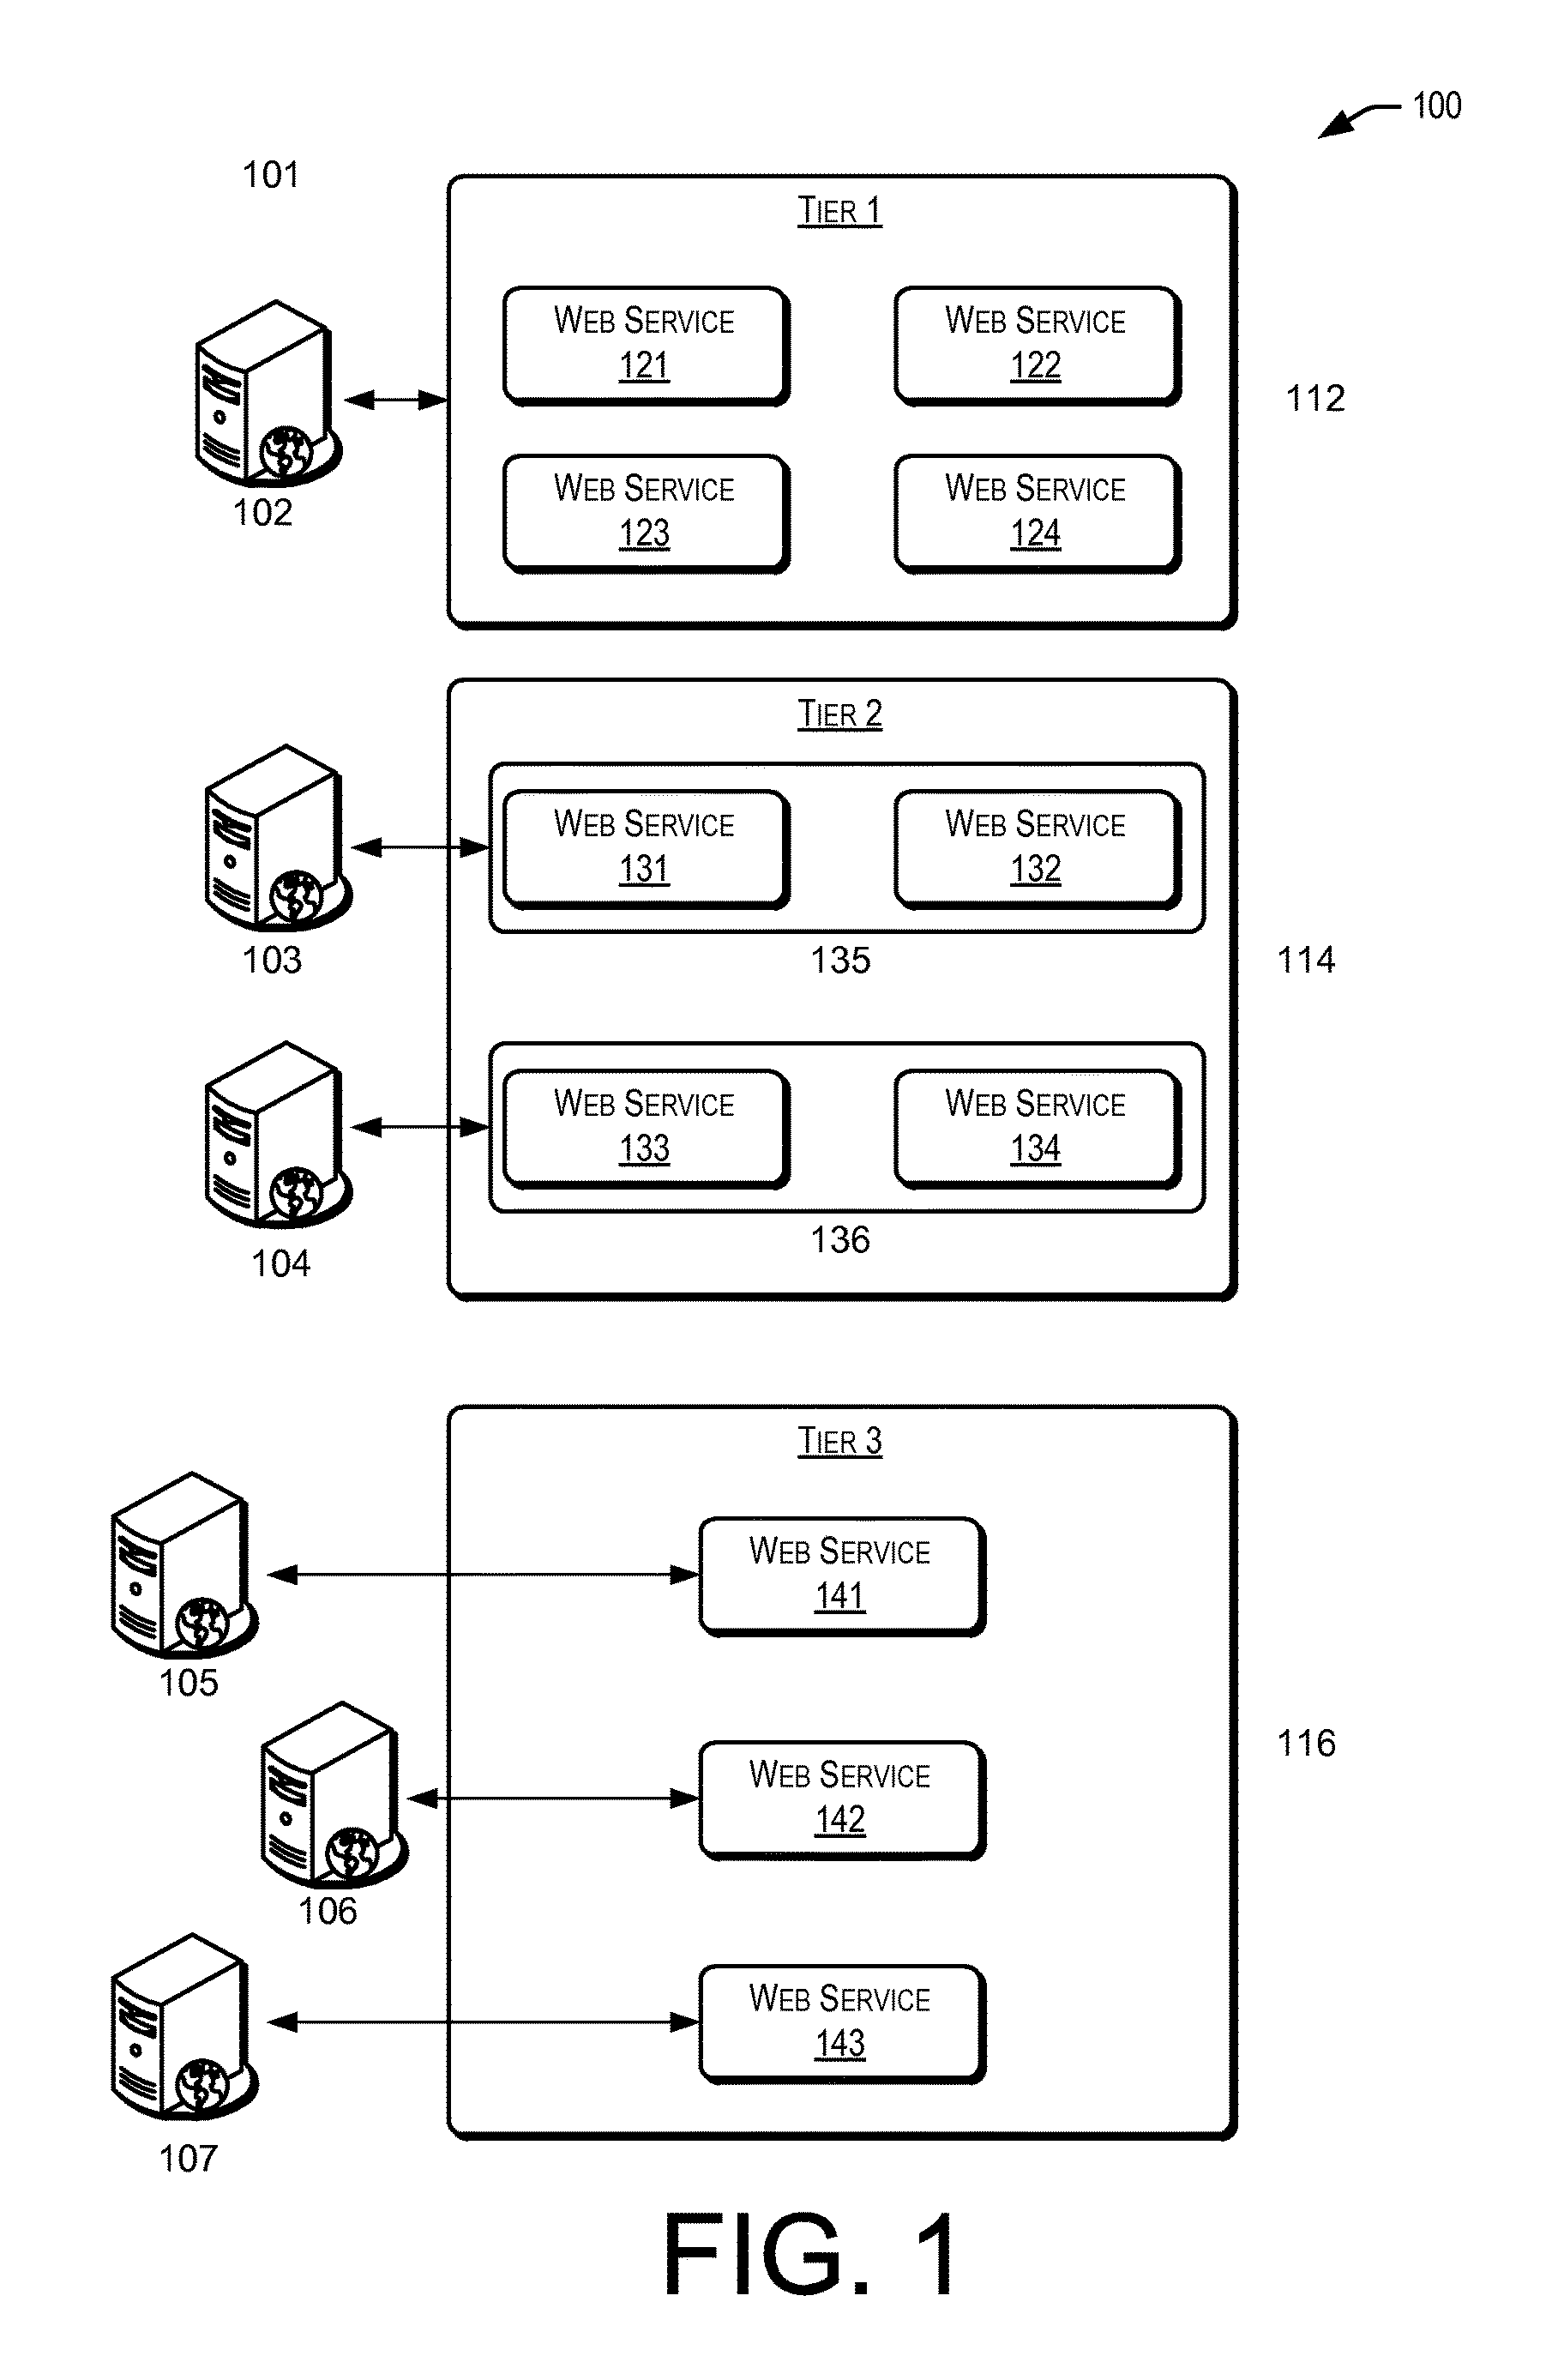 100
101
TIER 1
WEB SERVICE
121
WEB SERVICE
122
112
102
WEB SERVICE
123
WEB SERVICE
124
TIER 2
WEB SERVICE
131
WEB SERVICE
132
103
135
114
WEB SERVICE
133
WEB SERVICE
134
104
136
TIER 3
WEB SERVICE
141
105
WEB SERVICE
142
116
106
WEB SERVICE
143
107
FIG. 1